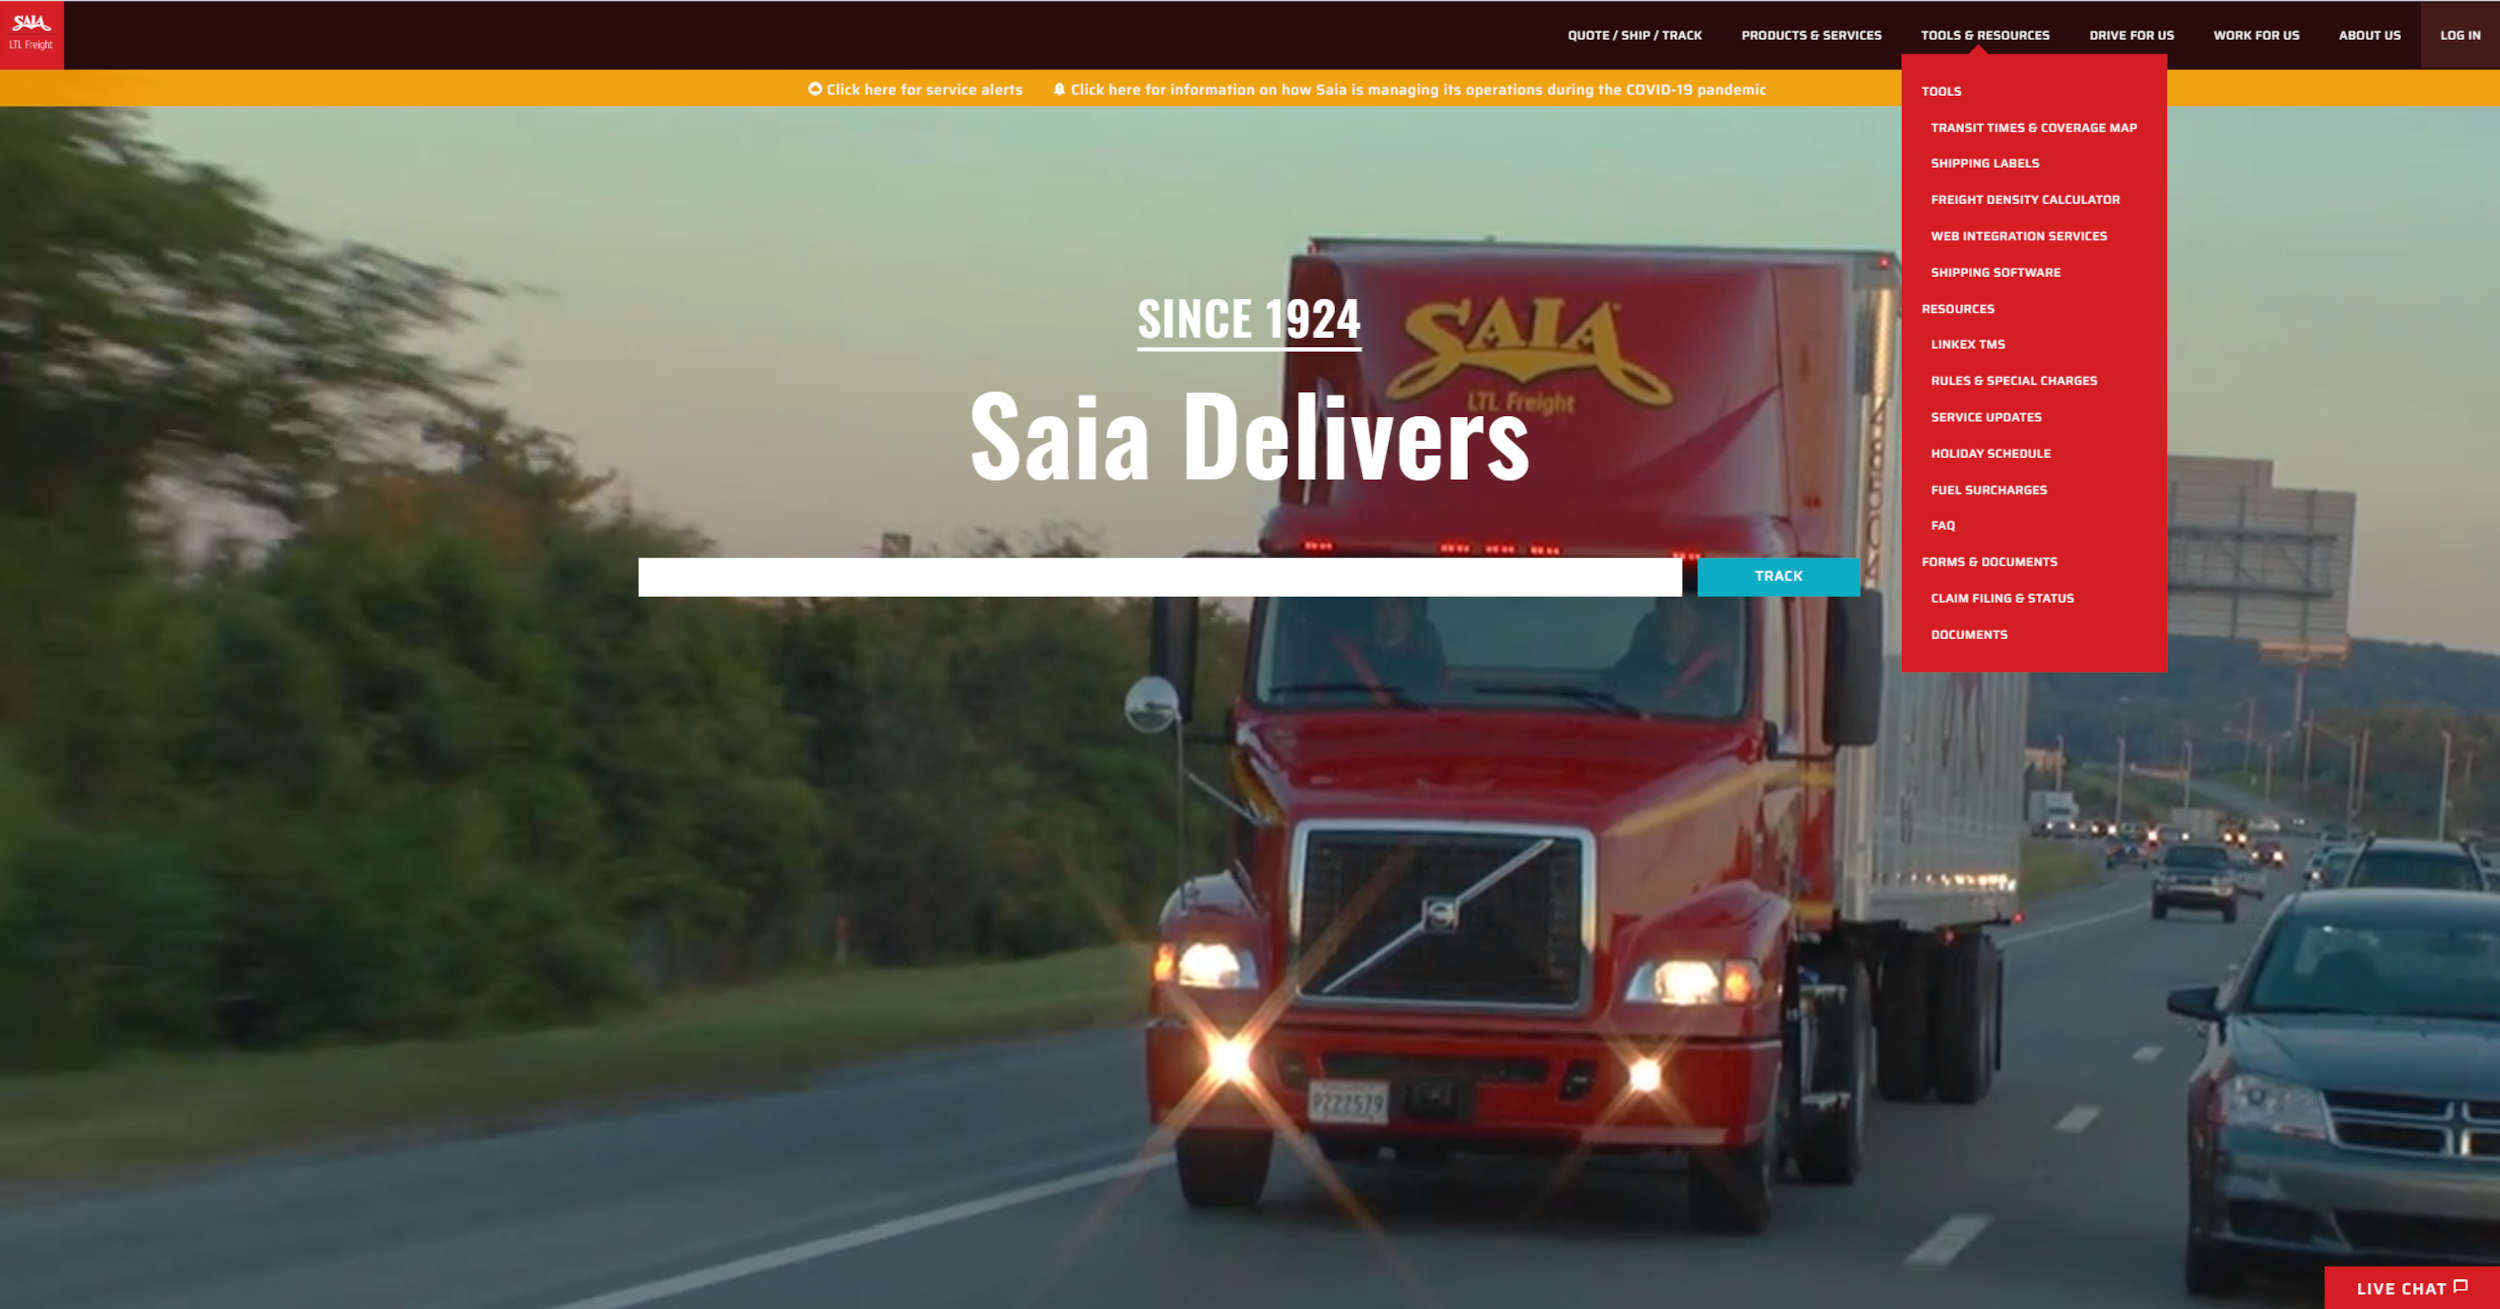 SAIA
LTL Freight
QUOTE / SHIP / TRACK
PRODUCTS & SERVICES
TOOLS & RESOURCES
DRIVE FOR US
WORK FOR US
ABOUT US
LOG IN
Click here for service alerts
Click here for information on how Saia is managing its operations during the COVID-19 pandemic
TOOLS
TRANSIT TIMES & COVERAGE MAP
SHIPPING LABELS
FREIGHT DENSITY CALCULATOR
WEB INTEGRATION SERVICES
SHIPPING SOFTWARE
RESOURCES
LINKEX TMS
RULES & SPECIAL CHARGES
SERVICE UPDATES
HOLIDAY SCHEDULE
FUEL SURCHARGES
FAQ
FORMS & DOCUMENTS
CLAIM FILING & STATUS
DOCUMENTS
SINCE 1924
Saia Delivers
SAIA
LTL Freight
TRACK
P222579
LIVE CHAT